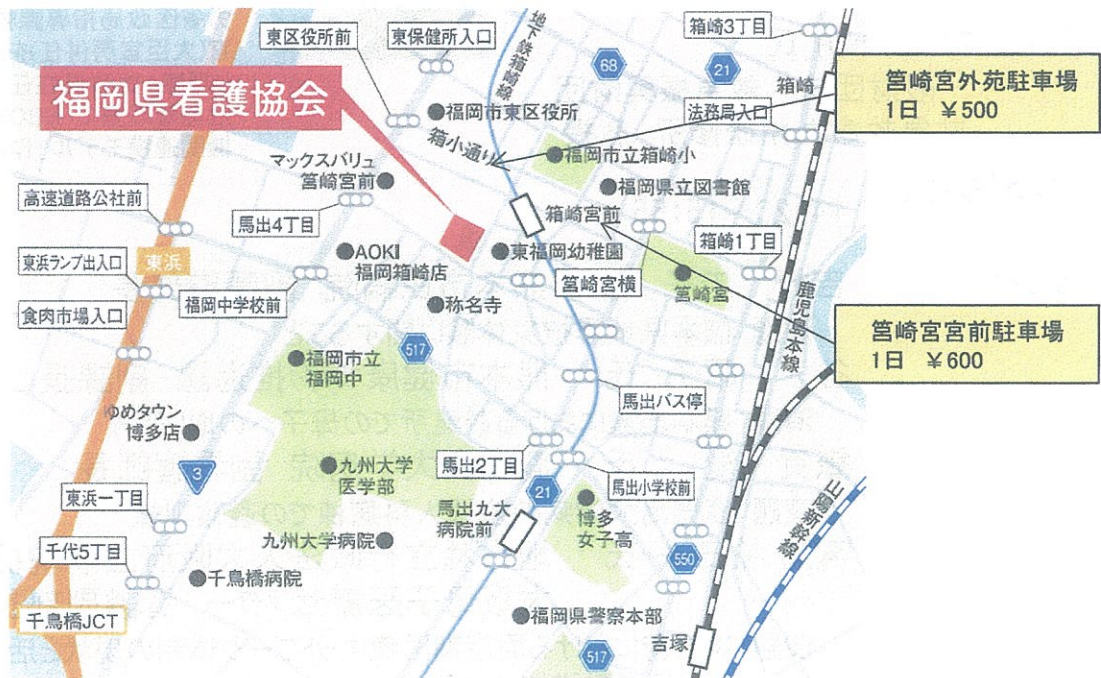 東区役所前
東保健所入口
地下鉄箱崎線
箱崎3丁目
68
21
箱崎
筥崎宮外苑駐車場
1日 ¥500
福岡県看護協会
福岡市東区役所
法務局入口
箱小通り
福岡市立箱崎小
マックスバリュ
筥崎宮前
福岡県立図書館
高速道路公社前
馬出4丁目
箱崎宮前
箱崎1丁目
東浜ランプ出入口
東浜
AOKI
福岡箱崎店
東福岡幼稚園
筥崎宮横
筥崎宮
福岡中学校前
食肉市場入口
称名寺
鹿児島本線
筥崎宮宮前駐車場
1日 ¥600
517
福岡市立
福岡中
馬出バス停
ゆめタウン
博多店
3
九州大学
医学部
馬出2丁目
馬出小学校前
21
東浜一丁目
馬出九大
病院前
博多
女子高
山陽新幹線
九州大学病院
千代5丁目
550
千鳥橋病院
千鳥橋JCT
福岡県警察本部
517
吉塚